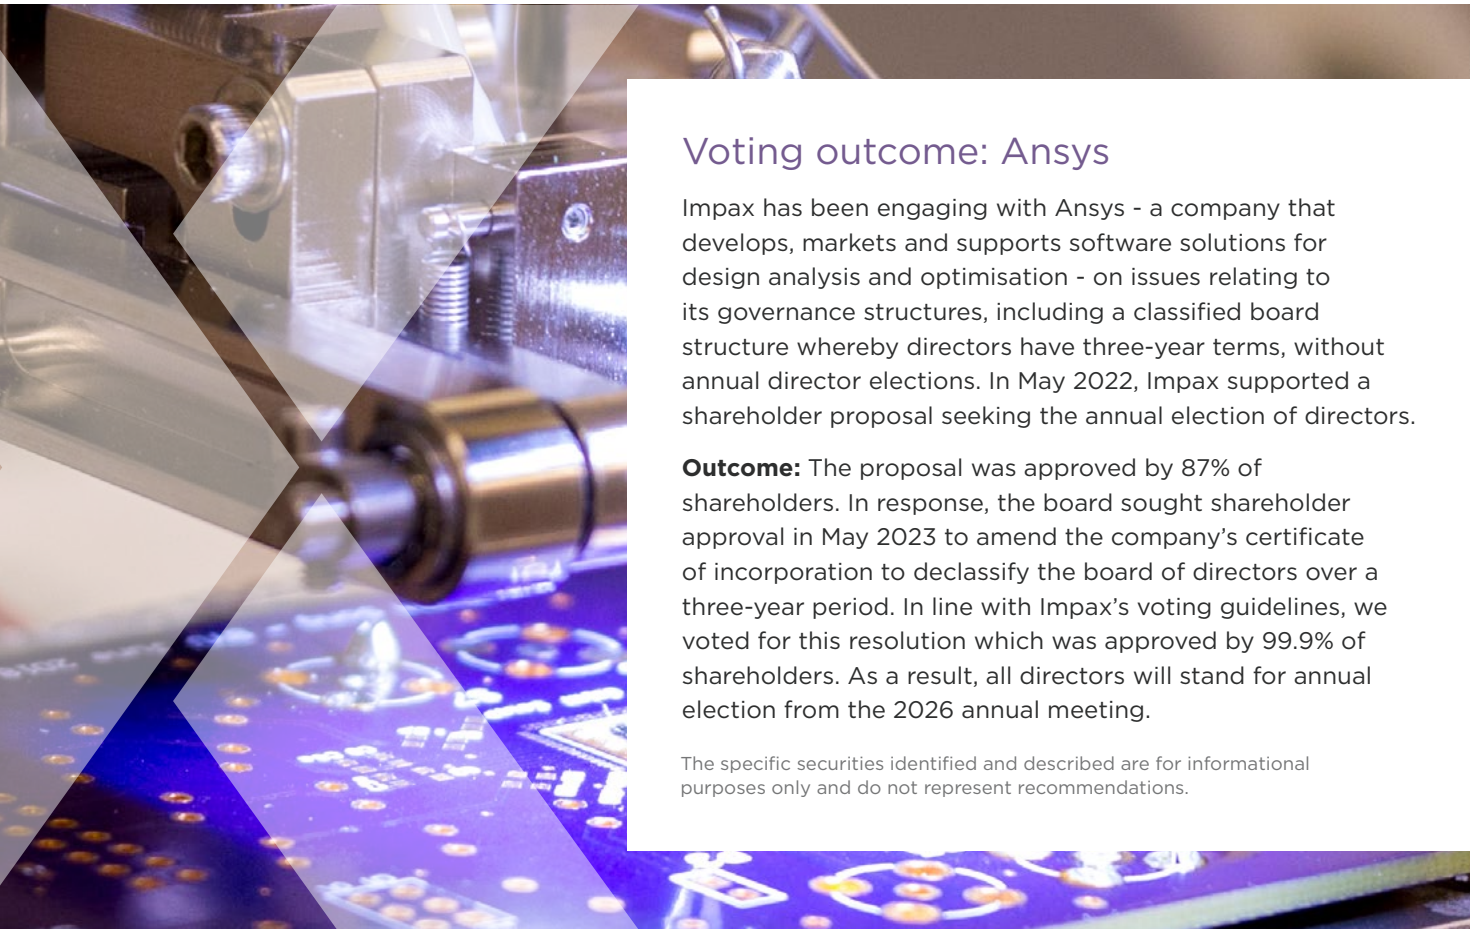 Voting outcome: Ansys
Impax has been engaging with Ansys - a company that
develops, markets and supports software solutions for
design analysis and optimisation - on issues relating to
its governance structures, including a classified board
structure whereby directors have three-year terms, without
annual director elections. In May 2022, Impax supported a
shareholder proposal seeking the annual election of directors.
Outcome: The proposal was approved by 87% of
shareholders. In response, the board sought shareholder
approval in May 2023 to amend the company’s certificate
of incorporation to declassify the board of directors over a
three-year period. In line with Impax’s voting guidelines, we
voted for this resolution which was approved by 99.9% of
shareholders. As a result, all directors will stand for annual
election from the 2026 annual meeting.
The specific securities identified and described are for informational
purposes only and do not represent recommendations.